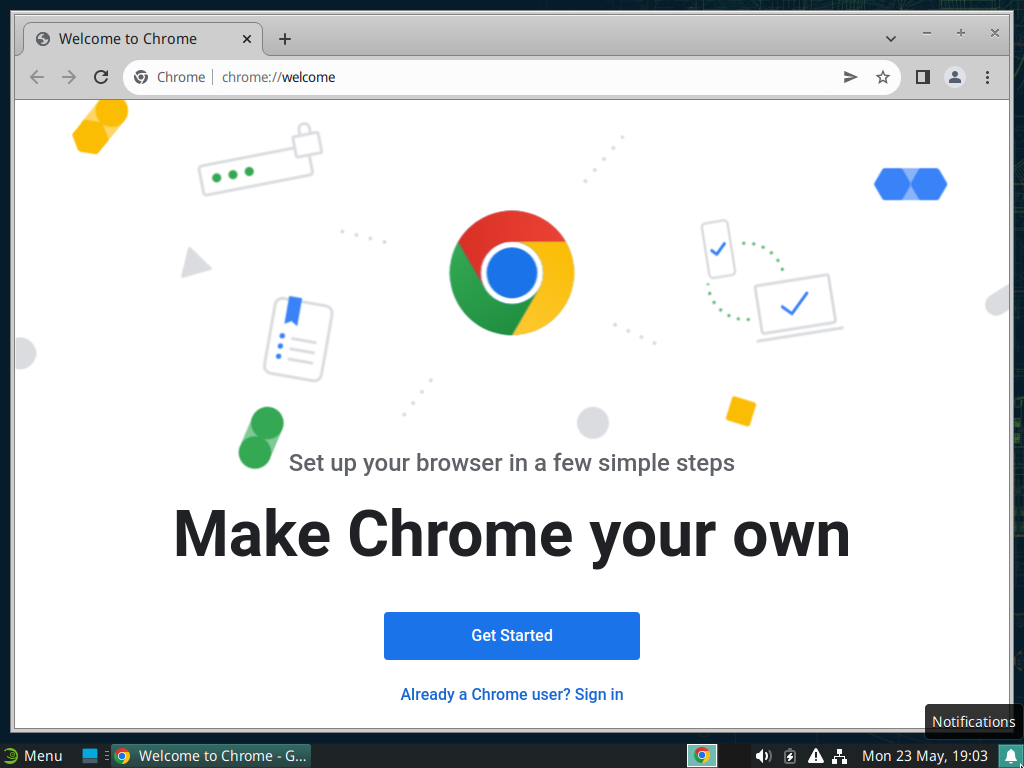 Welcome to Chrome
Chrome | chrome://welcome
Set up your browser in a few simple steps
Make Chrome your own
Get Started
Already a Chrome user? Sign in
Notifications
Menu
Welcome to Chrome - G...
Mon 23 May, 19:03